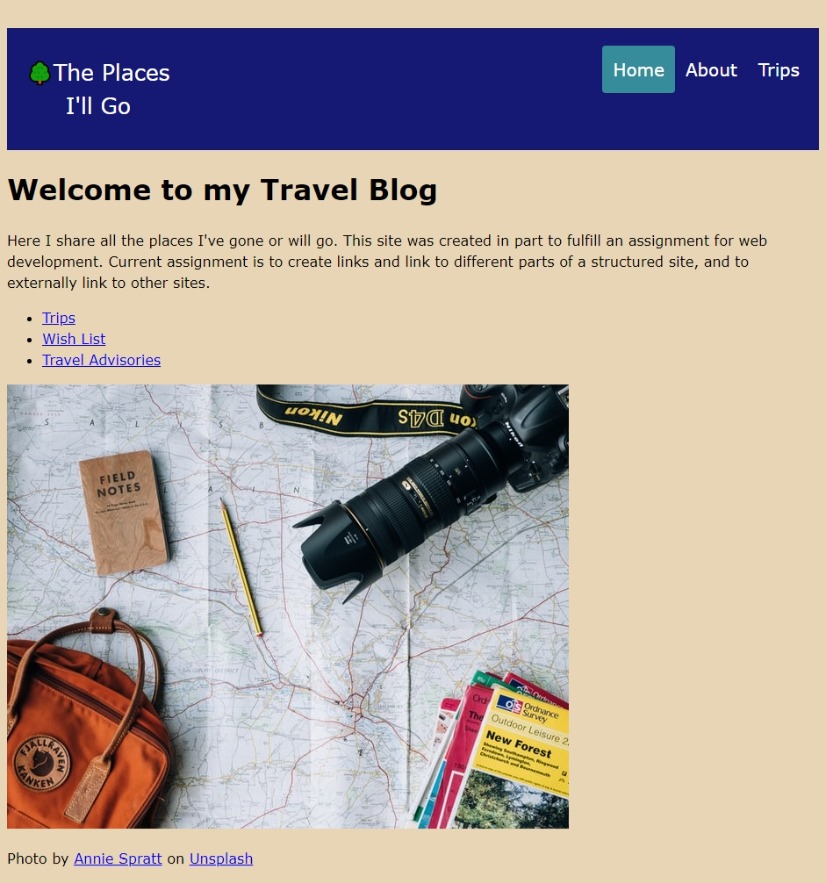 The Places
I'll Go
Home About Trips
Welcome to my Travel Blog
Here I share all the places I've gone or will go. This site was created in part to fulfill an assignment for web
development. Current assignment is to create links and link to different parts of a structured site, and to
externally link to other sites.
Trips
Wish List
Travel Advisories
Nikon
D4S
Nikon
FIELD
NOTES
FJALLRAVEN
KANKEN
Ordnance
Survey
Outdoor Leisure
New Forest
Showing Southampton, Ringwood
Photo by Annie Spratt on Unsplash